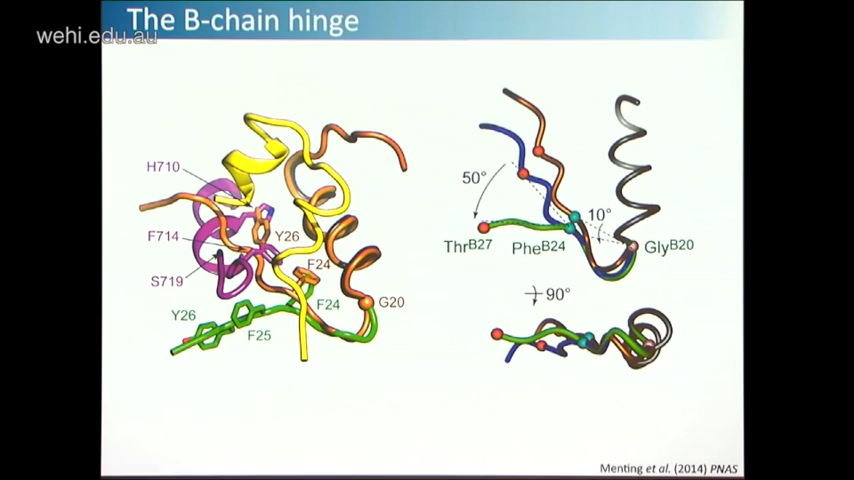 The B-chain hinge
wehi.edu.au
H710
F714
Y26
S719
F24
F24
G20
Y26
F25
50°
10°
ThrB27
PheB24
GlyB20
90°
Menting et al. (2014) PNAS